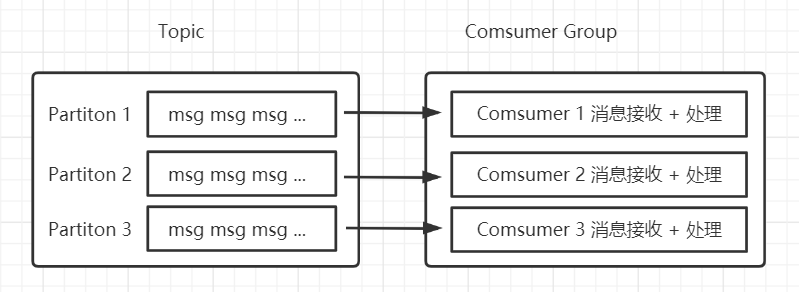 Topic
Comsumer Group
Partiton 1
msg msg msg ...
Comsumer 1 消息接收 + 处理
Partiton 2
msg msg msg ...
Comsumer 2 消息接收 + 处理
Partiton 3
msg msg msg ...
Comsumer 3 消息接收 + 处理